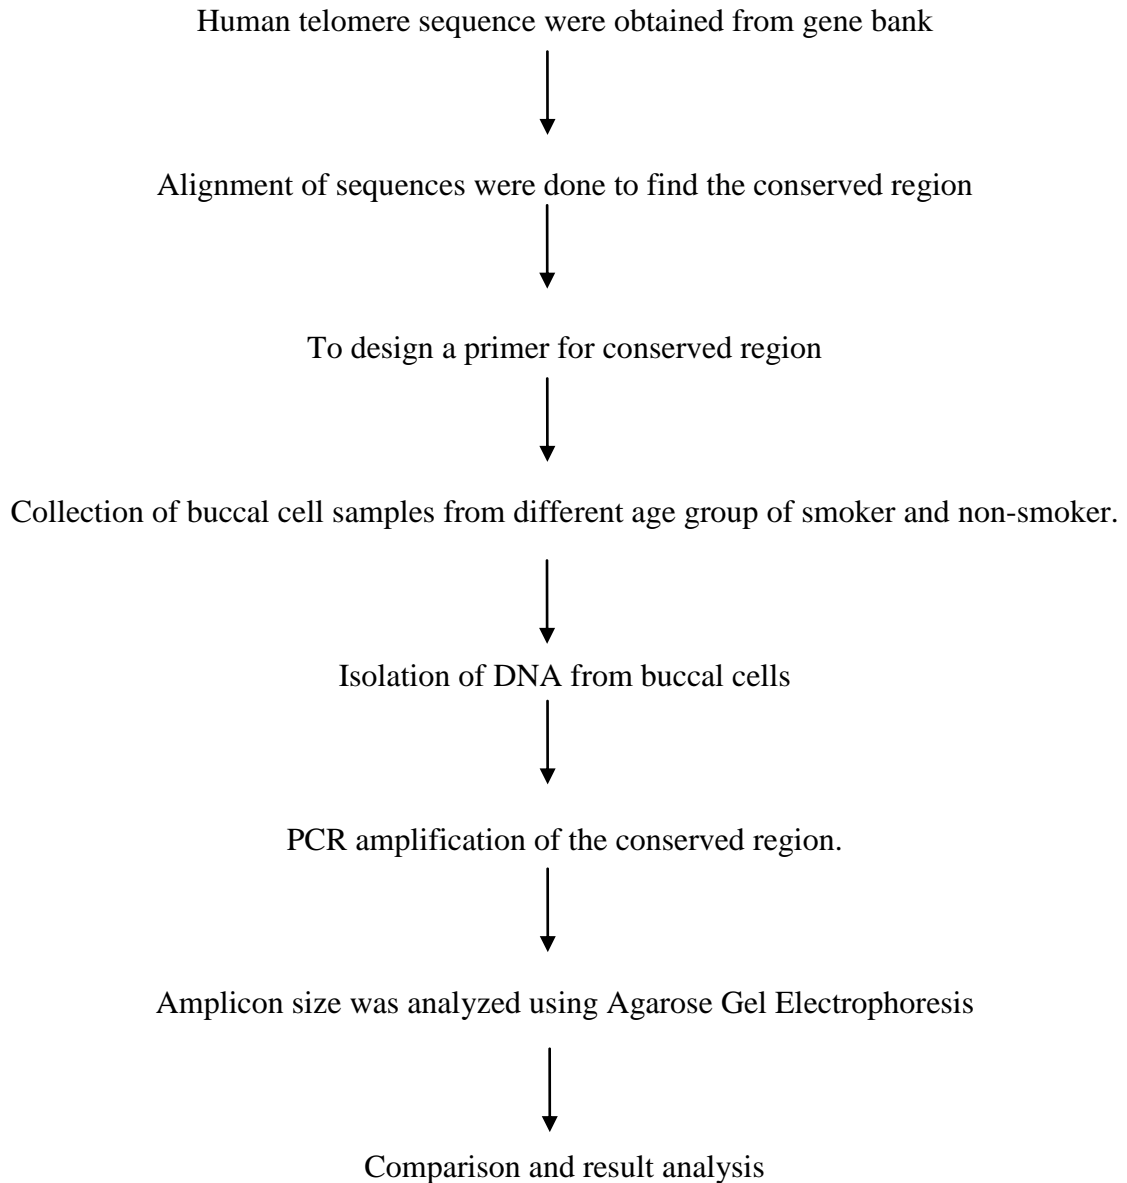 Human telomere sequence were obtained from gene bank
Alignment of sequences were done to find the conserved region
To design a primer for conserved region
Collection of buccal cell samples from different age group of smoker and non-smoker.
Isolation of DNA from buccal cells
PCR amplification of the conserved region.
Amplicon size was analyzed using Agarose Gel Electrophoresis
Comparison and result analysis